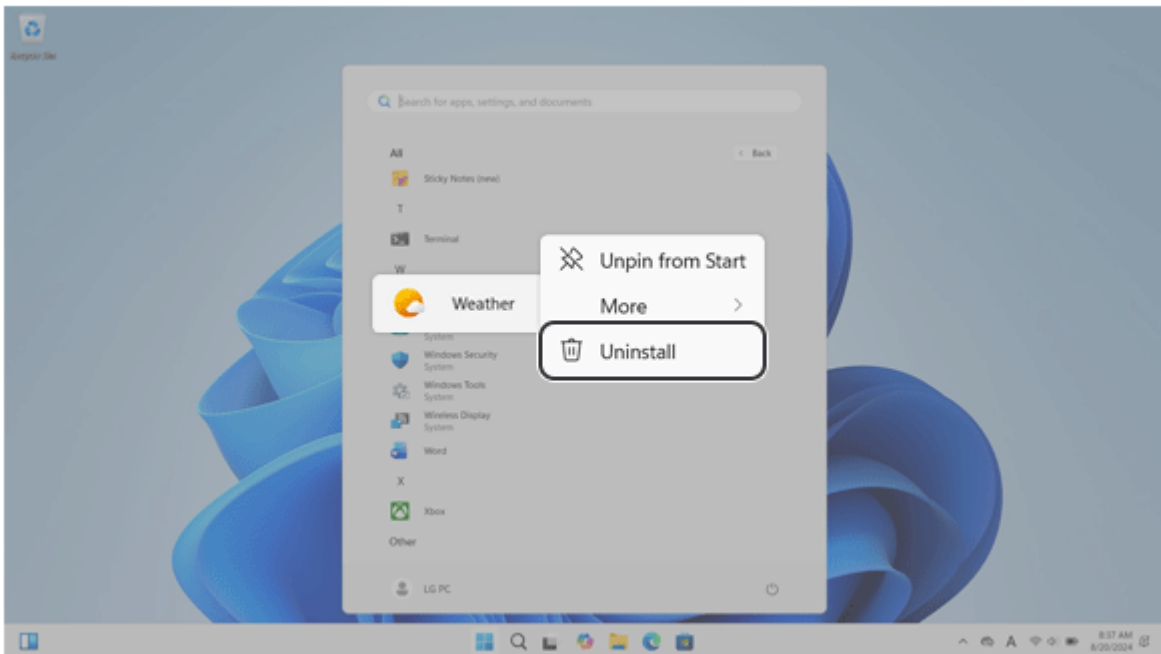 Search for apps, settings, and documents
All
Back
Sticky Notes (new)
T
Terminal
W
Unpin from Start
Weather
More
System
Uninstall
Windows Security
System
Windows Tools
System
Wireless Display
System
Word
X
Xbox
Other
LG PC
A
8:37 AM
8/20/2024